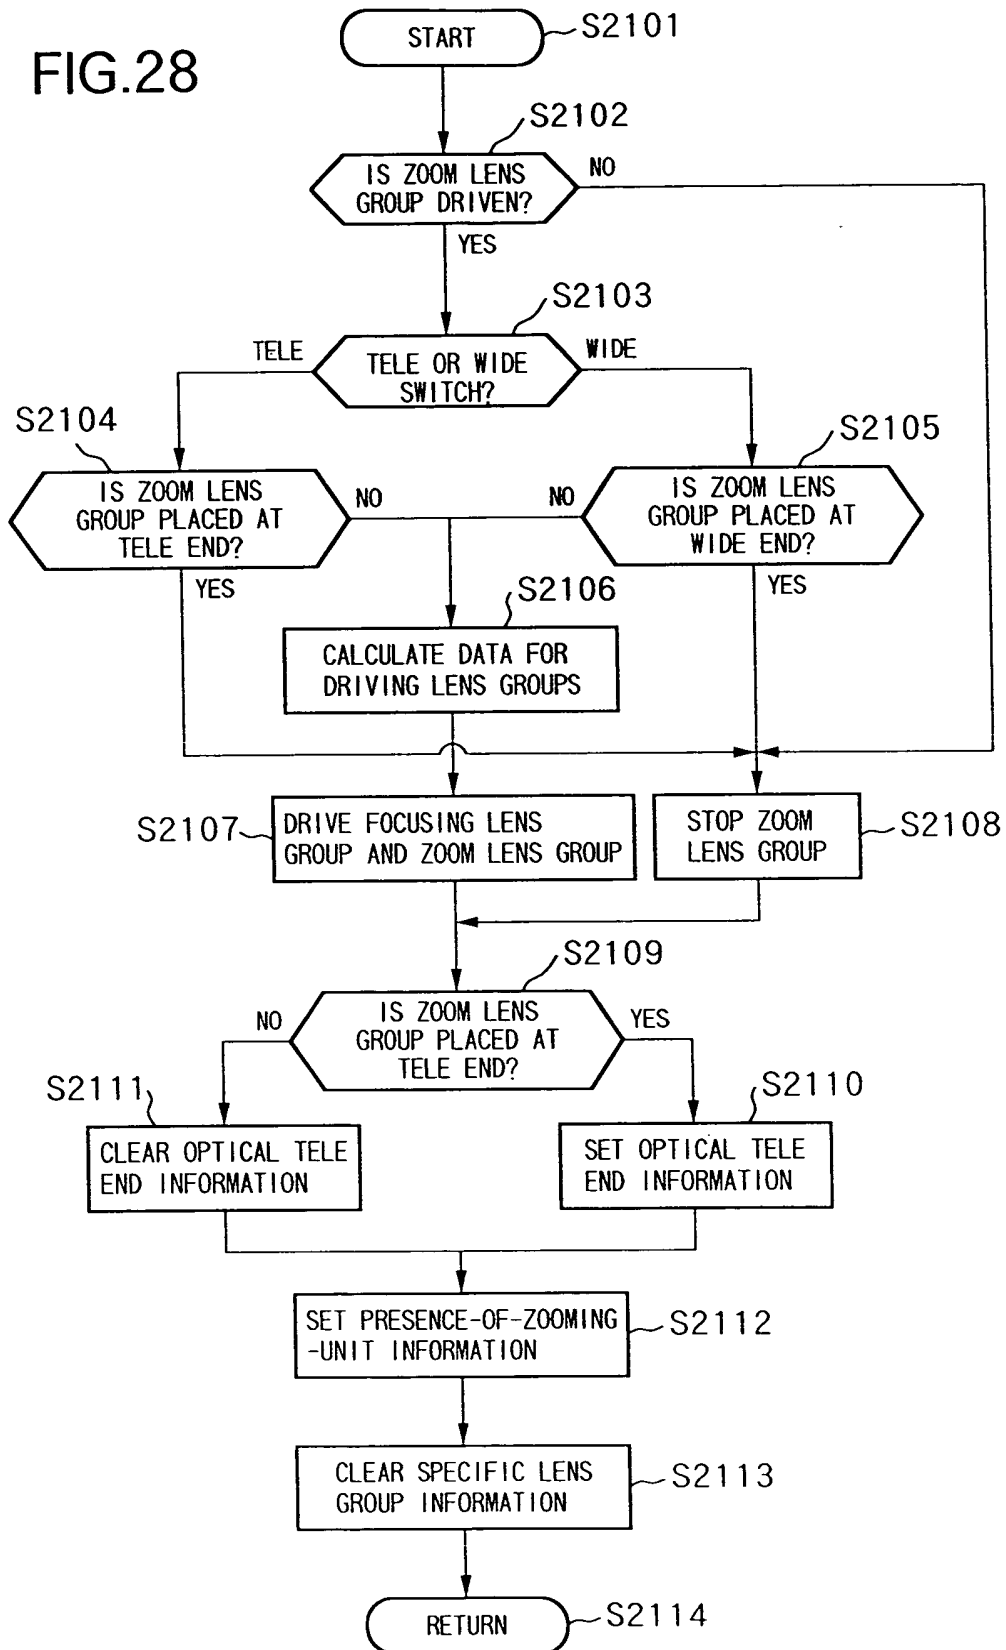 FIG.28
START
S2101
S2102
IS ZOOM LENS
GROUP DRIVEN?
NO
YES
S2103
TELE
TELE OR WIDE
SWITCH?
WIDE
S2104
IS ZOOM LENS
GROUP PLACED AT
TELE END?
NO
YES
S2105
NO
IS ZOOM LENS
GROUP PLACED AT
WIDE END?
YES
S2106
CALCULATE DATA FOR
DRIVING LENS GROUPS
S2107
DRIVE FOCUSING LENS
GROUP AND ZOOM LENS GROUP
STOP ZOOM
LENS GROUP
S2108
S2109
NO
IS ZOOM LENS
GROUP PLACED AT
TELE END?
YES
S2111
CLEAR OPTICAL TELE
END INFORMATION
S2110
SET OPTICAL TELE
END INFORMATION
SET PRESENCE-OF-ZOOMING
-UNIT INFORMATION
S2112
CLEAR SPECIFIC LENS
GROUP INFORMATION
S2113
RETURN
S2114